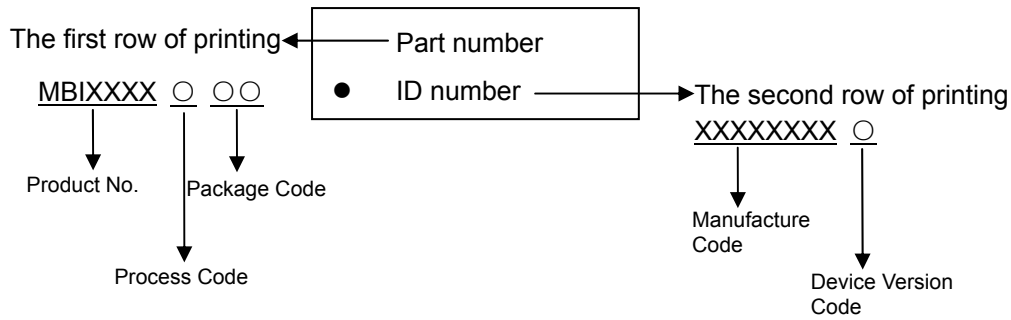 The first row of printing
Part number
MBIXXXX ○ ○○
● ID number
The second row of printing
XXXXXXXX ○
Product No.
Package Code
Process Code
Manufacture
Code
Device Version
Code